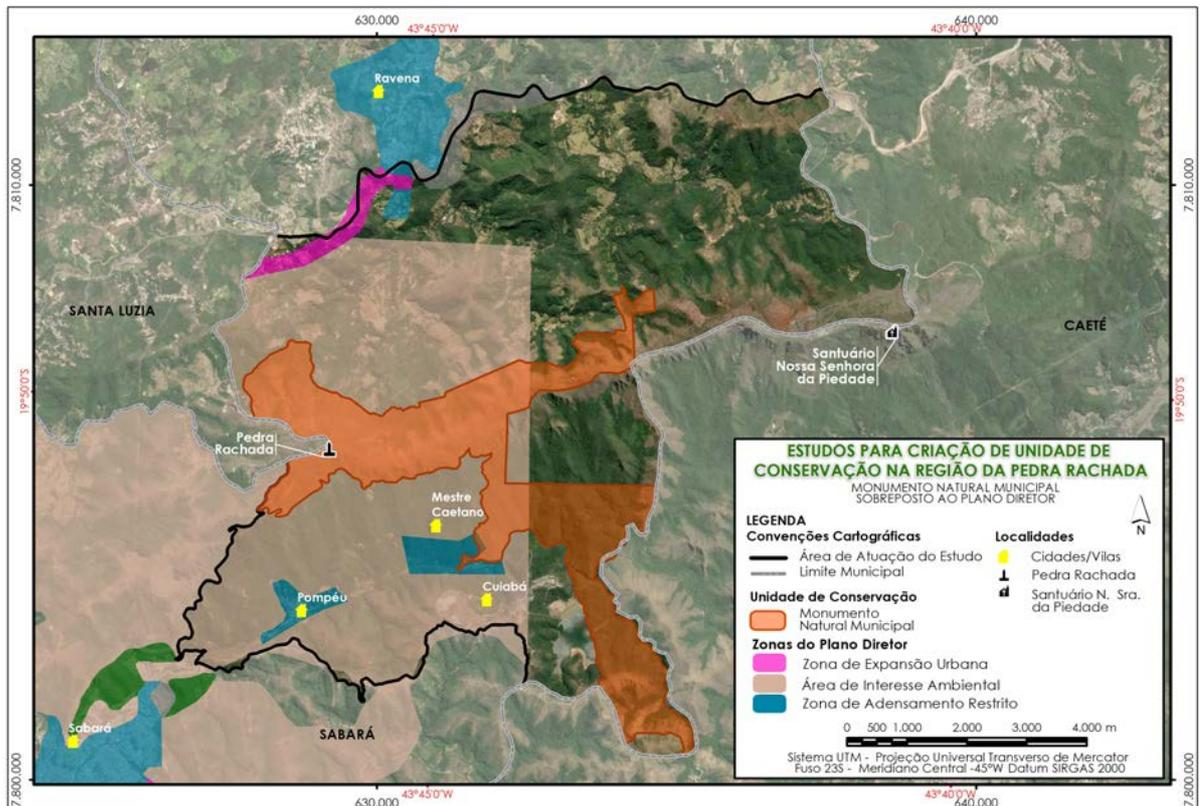 630.000
640.000
43°45'0"W
43°40'0"W
Ravena
7.810.000
7.810.000
SANTA LUZIA
CAETÉ
Santuário
Nossa Senhora
da Piedade
19°50'0"S
19°50'0"S
Pedra
Rachada
Mestre
Caetano
Cuiabá
Pompéu
Sabará
SABARÁ
ESTUDOS PARA CRIAÇÃO DE UNIDADE DE
CONSERVAÇÃO NA REGIÃO DA PEDRA RACHADA
MONUMENTO NATURAL MUNICIPAL
SOBREPOSTO AO PLANO DIRETOR
N
LEGENDA
Convenções Cartográficas
Área de Atuação do Estudo
Limite Municipal
Unidade de Conservação
Monumento
Natural Municipal
Zonas do Plano Diretor
Zona de Expansão Urbana
Área de Interesse Ambiental
Zona de Adensamento Restrito
Localidades
Cidades/Vilas
Pedra Rachada
Santuário N. Sra.
da Piedade
0 500 1.000 2.000 3.000 4.000 m
Sistema UTM - Projeção Universal Transverso de Mercator
Fuso 23S - Meridiano Central -45°W Datum SIRGAS 2000
7.800.000
7.800.000
43°45'0"W
43°40'0"W
630.000
640.000